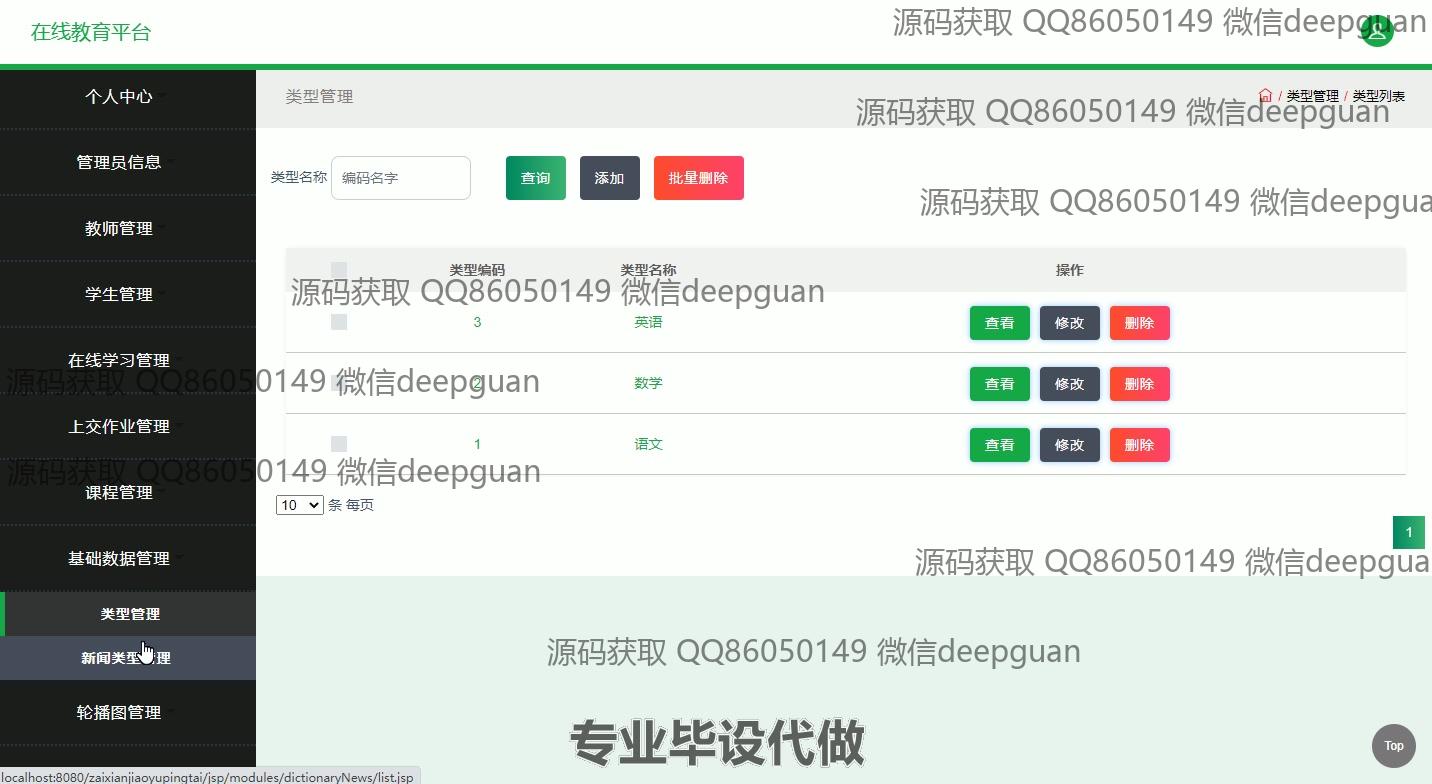 在线教育平台
源码获取 QQ86050149 微信deepguan
个人中心
类型管理
/ 类型管理 / 类型列表
源码获取 QQ86050149 微信deepguan
管理员信息
类型名称 编码名字 查询 添加 批量删除
源码获取 QQ86050149 微信deepgua
教师管理
学生管理
类型编码 类型名称 操作
源码获取 QQ86050149 微信deepguan
3 英语 查看 修改 删除
在线学习管理
源码获取 QQ86050149 微信deepguan
2 数学 查看 修改 删除
上交作业管理
1 语文 查看 修改 删除
源码获取 QQ86050149 微信deepguan
课程管理
10 条 每页
1
基础数据管理
源码获取 QQ86050149 微信deepgua
类型管理
新闻类型管理
源码获取 QQ86050149 微信deepguan
轮播图管理
专业毕设代做
Top
localhost:8080/zaixianjiaoyupingtai/jsp/modules/dictionaryNews/list.jsp